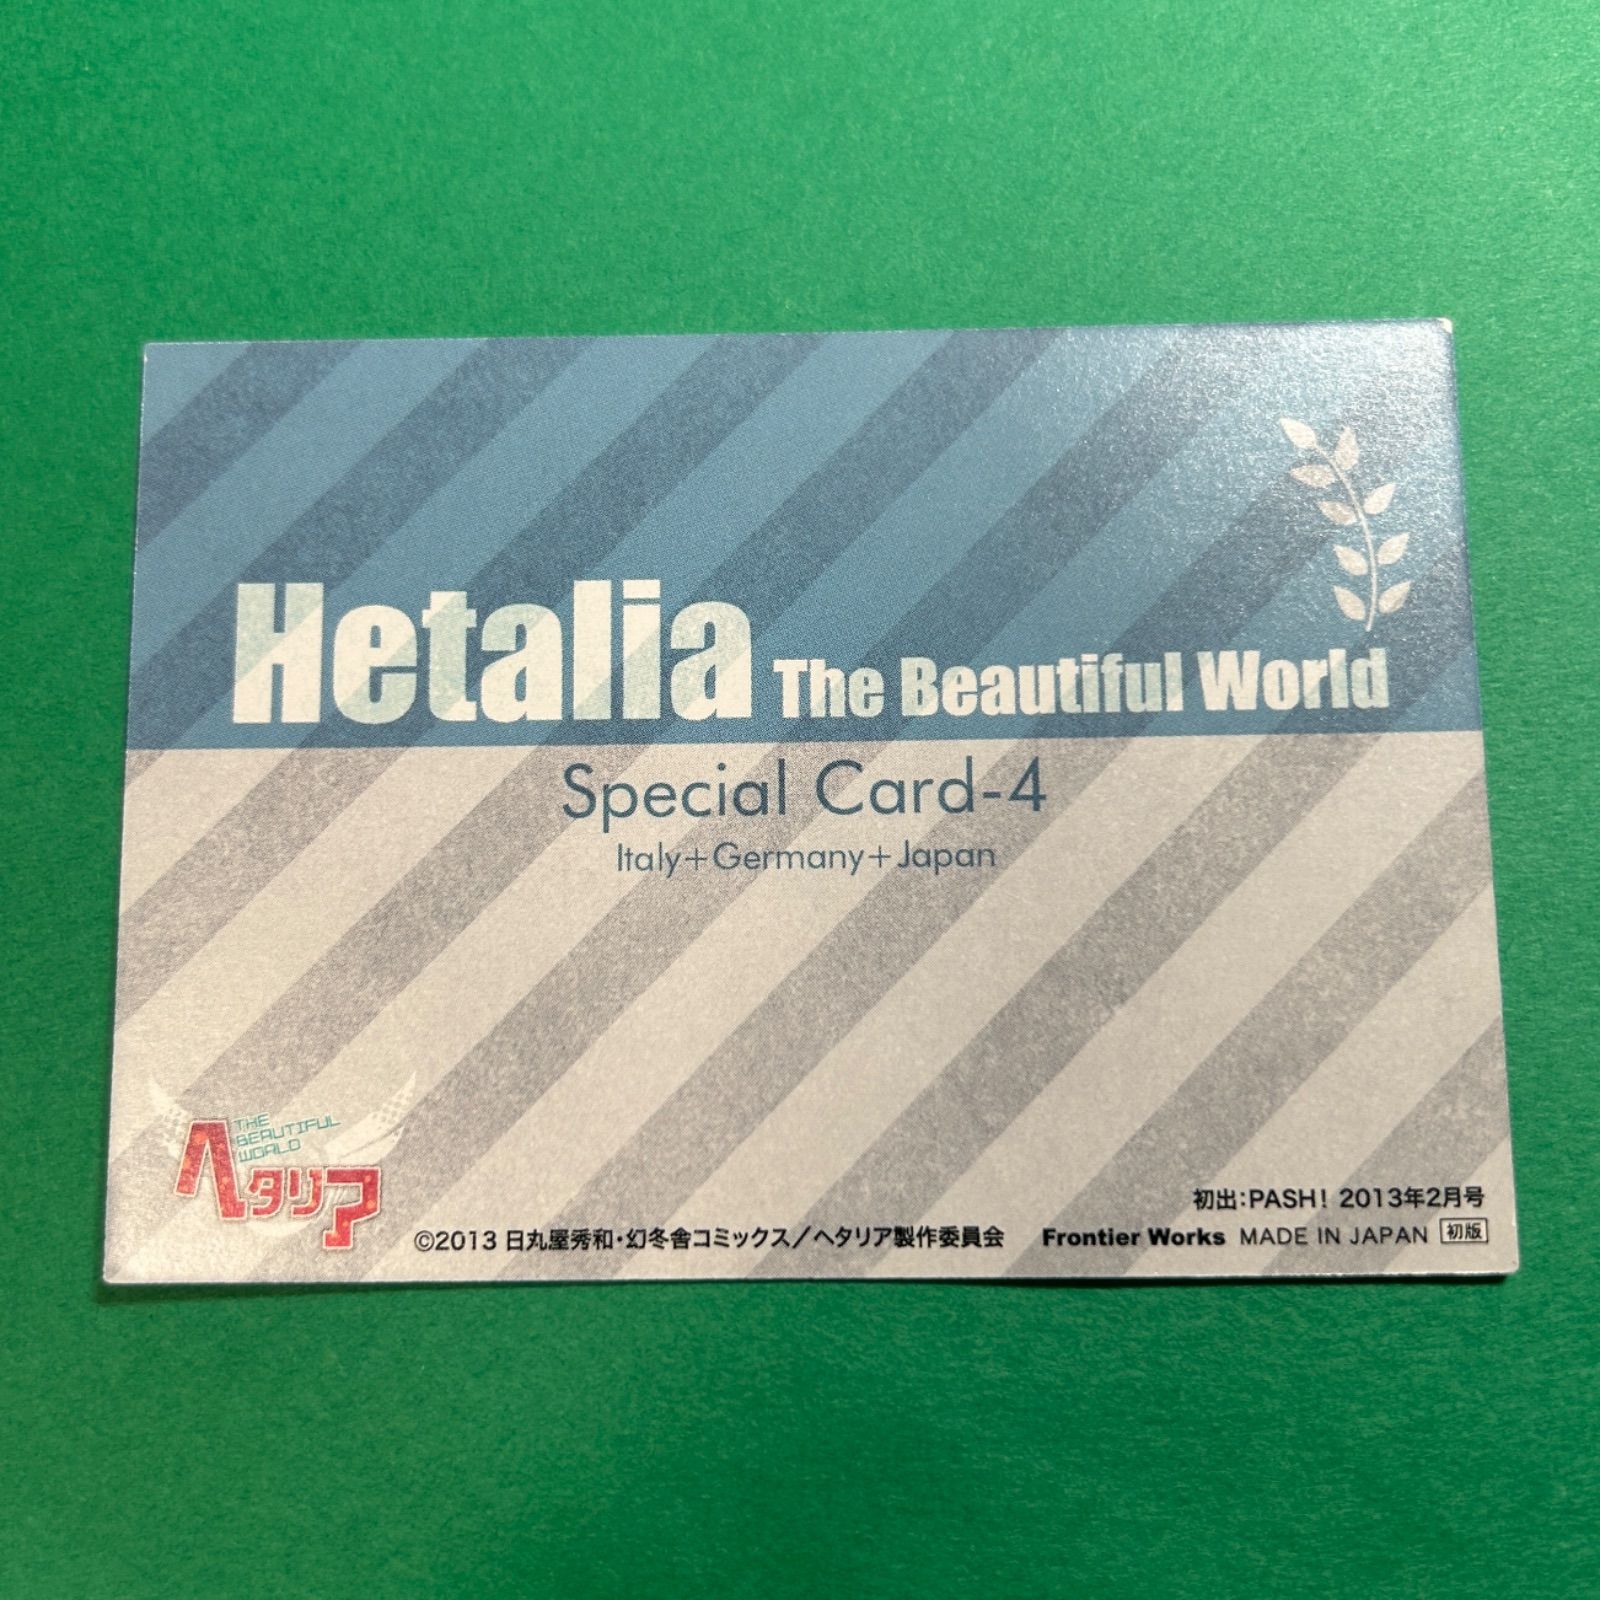 Hetalia The Beautiful World
Special Card-4
Italy+Germany+Japan
THE
BEAUTIFUL
WORLD
ヘタリア
初出:PASH! 2013年2月号
©2013 日丸屋秀和・幻冬舎コミックス/ヘタリア製作委員会 Frontier Works MADE IN JAPAN 初版